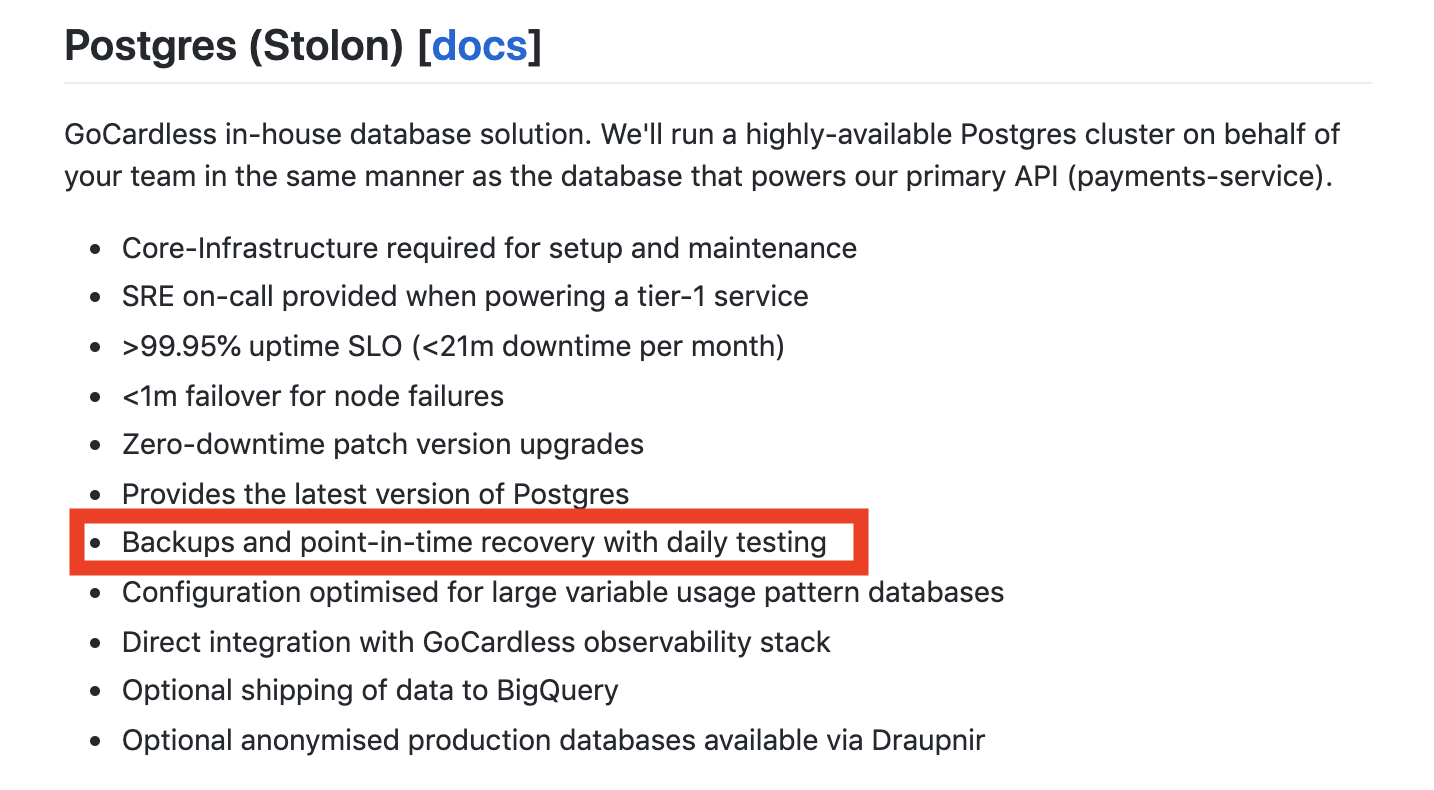 Postgres (Stolon) [docs]
GoCardless in-house database solution. We'll run a highly-available Postgres cluster on behalf of
your team in the same manner as the database that powers our primary API (payments-service).
• Core-Infrastructure required for setup and maintenance
• SRE on-call provided when powering a tier-1 service
• >99.95% uptime SLO (<21m downtime per month)
• <1m failover for node failures
• Zero-downtime patch version upgrades
• Provides the latest version of Postgres
• Backups and point-in-time recovery with daily testing
• Configuration optimised for large variable usage pattern databases
• Direct integration with GoCardless observability stack
• Optional shipping of data to BigQuery
• Optional anonymised production databases available via Draupnir